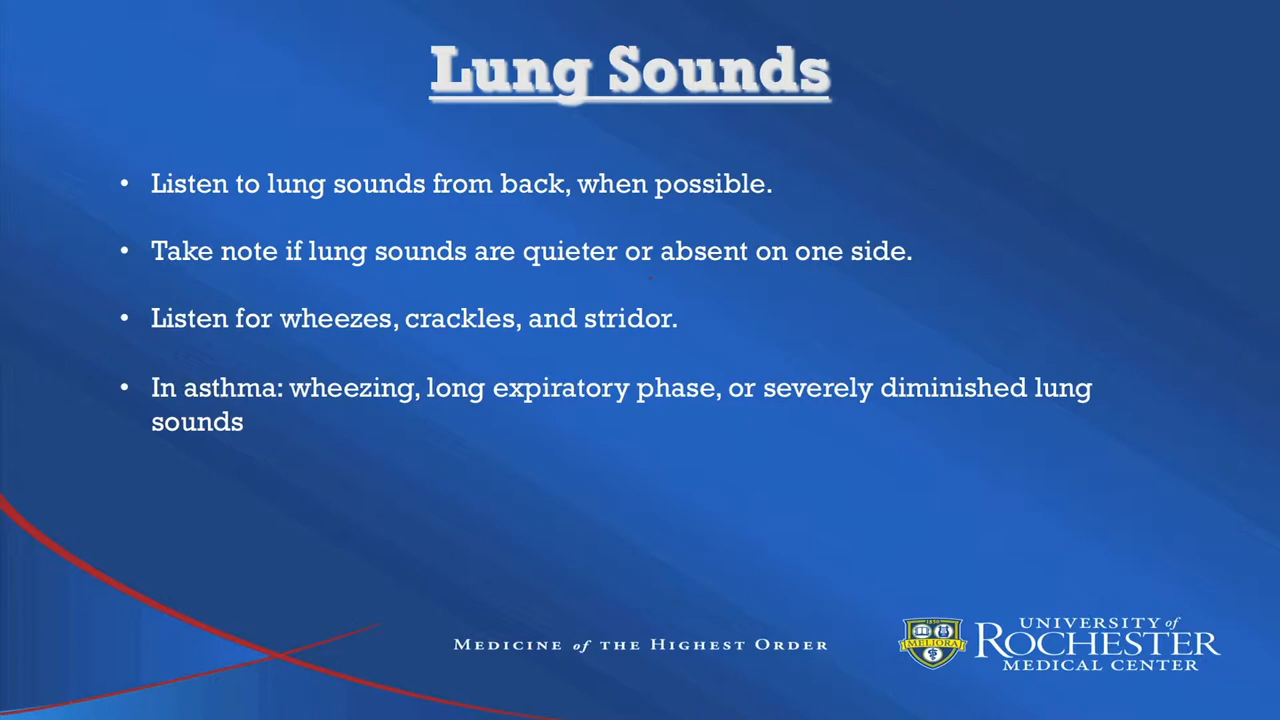 Lung Sounds
• Listen to lung sounds from back, when possible.
• Take note if lung sounds are quieter or absent on one side.
• Listen for wheezes, crackles, and stridor.
• In asthma: wheezing, long expiratory phase, or severely diminished lung
sounds
MEDICINE of THE HIGHEST ORDER
1850
MELIORA
UNIVERSITY of
ROCHESTER
MEDICAL CENTER